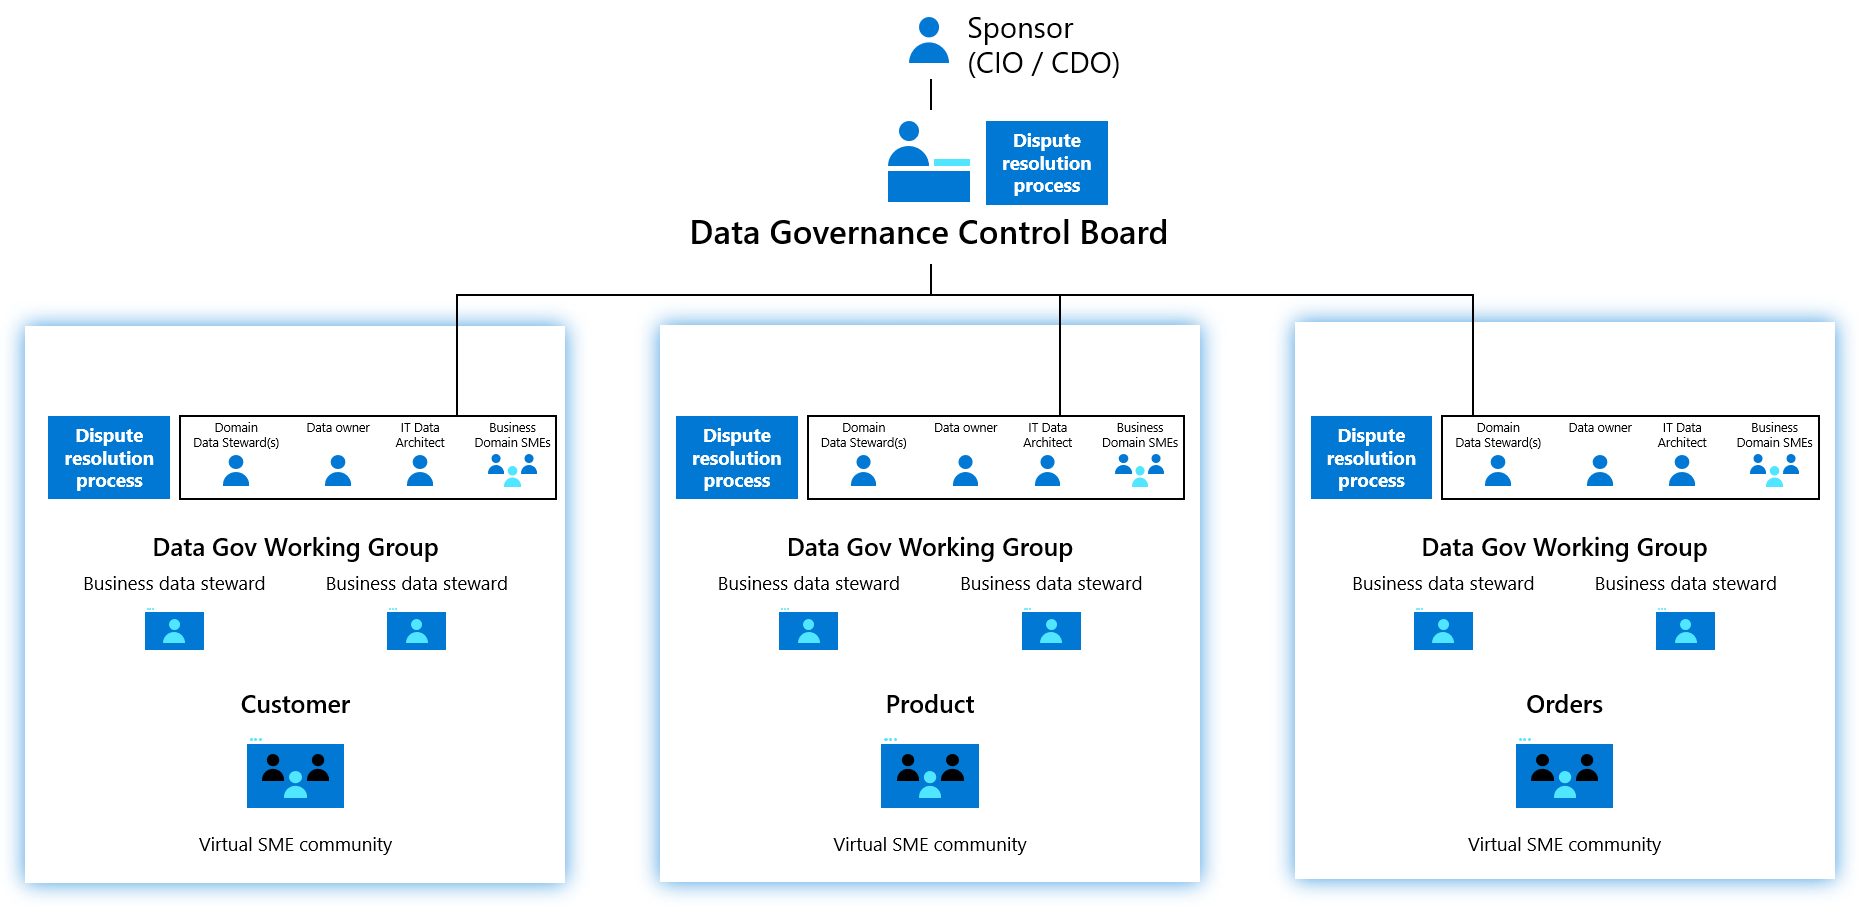 Sponsor
(CIO / CDO)
Dispute
resolution
process
Data Governance Control Board
Dispute
resolution
process
Domain
Data Steward(s)
Data owner
IT Data
Architect
Business
Domain SMEs
Data Gov Working Group
Business data steward
Business data steward
Customer
Virtual SME community
Dispute
resolution
process
Domain
Data Steward(s)
Data owner
IT Data
Architect
Business
Domain SMEs
Data Gov Working Group
Business data steward
Business data steward
Product
Virtual SME community
Dispute
resolution
process
Domain
Data Steward(s)
Data owner
IT Data
Architect
Business
Domain SMEs
Data Gov Working Group
Business data steward
Business data steward
Orders
Virtual SME community